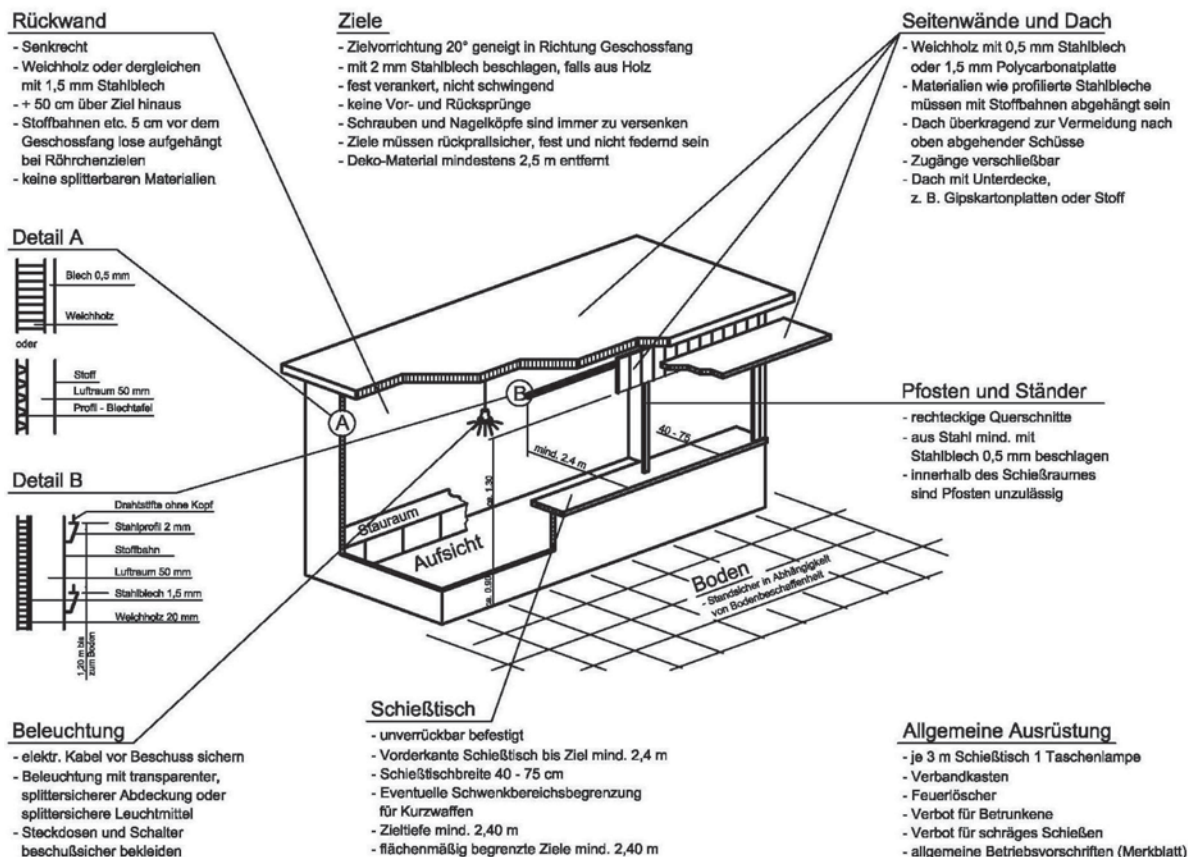 Rückwand
- Senkrecht
- Weichholz oder dergleichen
mit 1,5 mm Stahlblech
- + 50 cm über Ziel hinaus
- Stoffbahnen etc. 5 cm vor dem
Geschossfang lose aufgehängt
bei Röhrchenzielen
- keine splitterbaren Materialien
Ziele
- Zielvorrichtung 20° geneigt in Richtung Geschossfang
- mit 2 mm Stahlblech beschlagen, falls aus Holz
- fest verankert, nicht schwingend
- keine Vor- und Rücksprünge
- Schrauben und Nagelköpfe sind immer zu versenken
- Ziele müssen rückprallsicher, fest und nicht federnd sein
- Deko-Material mindestens 2,5 m entfernt
Seitenwände und Dach
- Weichholz mit 0,5 mm Stahlblech
oder 1,5 mm Polycarbonatplatte
- Materialien wie profilierte Stahlbleche
müssen mit Stoffbahnen abgehängt sein
- Dach überkragend zur Vermeidung nach
oben abgehender Schüsse
- Zugänge verschließbar
- Dach mit Unterdecke,
z. B. Gipskartonplatten oder Stoff
Detail A
Blech 0,5 mm
Weichholz
oder
Stoff
Luftraum 50 mm
Profil - Blechtafel
Detail B
Drahtstifte ohne Kopf
Stahlprofil 2 mm
Stoffbahn
Luftraum 50 mm
Stahlblech 1,5 mm
Weichholz 20 mm
1,20 m bis
zum Boden
A
B
mind. 2.4 m
40 - 75
ca. 1.30
ca. 0.90
Stauraum
Aufsicht
Boden
- Standsicher in Abhängigkeit
von Bodenbeschaffenheit
Pfosten und Ständer
- rechteckige Querschnitte
- aus Stahl mind. mit
Stahlblech 0,5 mm beschlagen
- innerhalb des Schießraumes
sind Pfosten unzulässig
Beleuchtung
- elektr. Kabel vor Beschuss sichern
- Beleuchtung mit transparenter,
splittersicherer Abdeckung oder
splittersichere Leuchtmittel
- Steckdosen und Schalter
beschußsicher bekleiden
Schießtisch
- unverrückbar befestigt
- Vorderkante Schießtisch bis Ziel mind. 2,4 m
- Schießtischbreite 40 - 75 cm
- Eventuelle Schwenkbereichsbegrenzung
für Kurzwaffen
- Zieltiefe mind. 2,40 m
- flächenmäßig begrenzte Ziele mind. 2,40 m
Allgemeine Ausrüstung
- je 3 m Schießtisch 1 Taschenlampe
- Verbandkasten
- Feuerlöscher
- Verbot für Betrunkene
- Verbot für schräges Schießen
- allgemeine Betriebsvorschriften (Merkblatt)